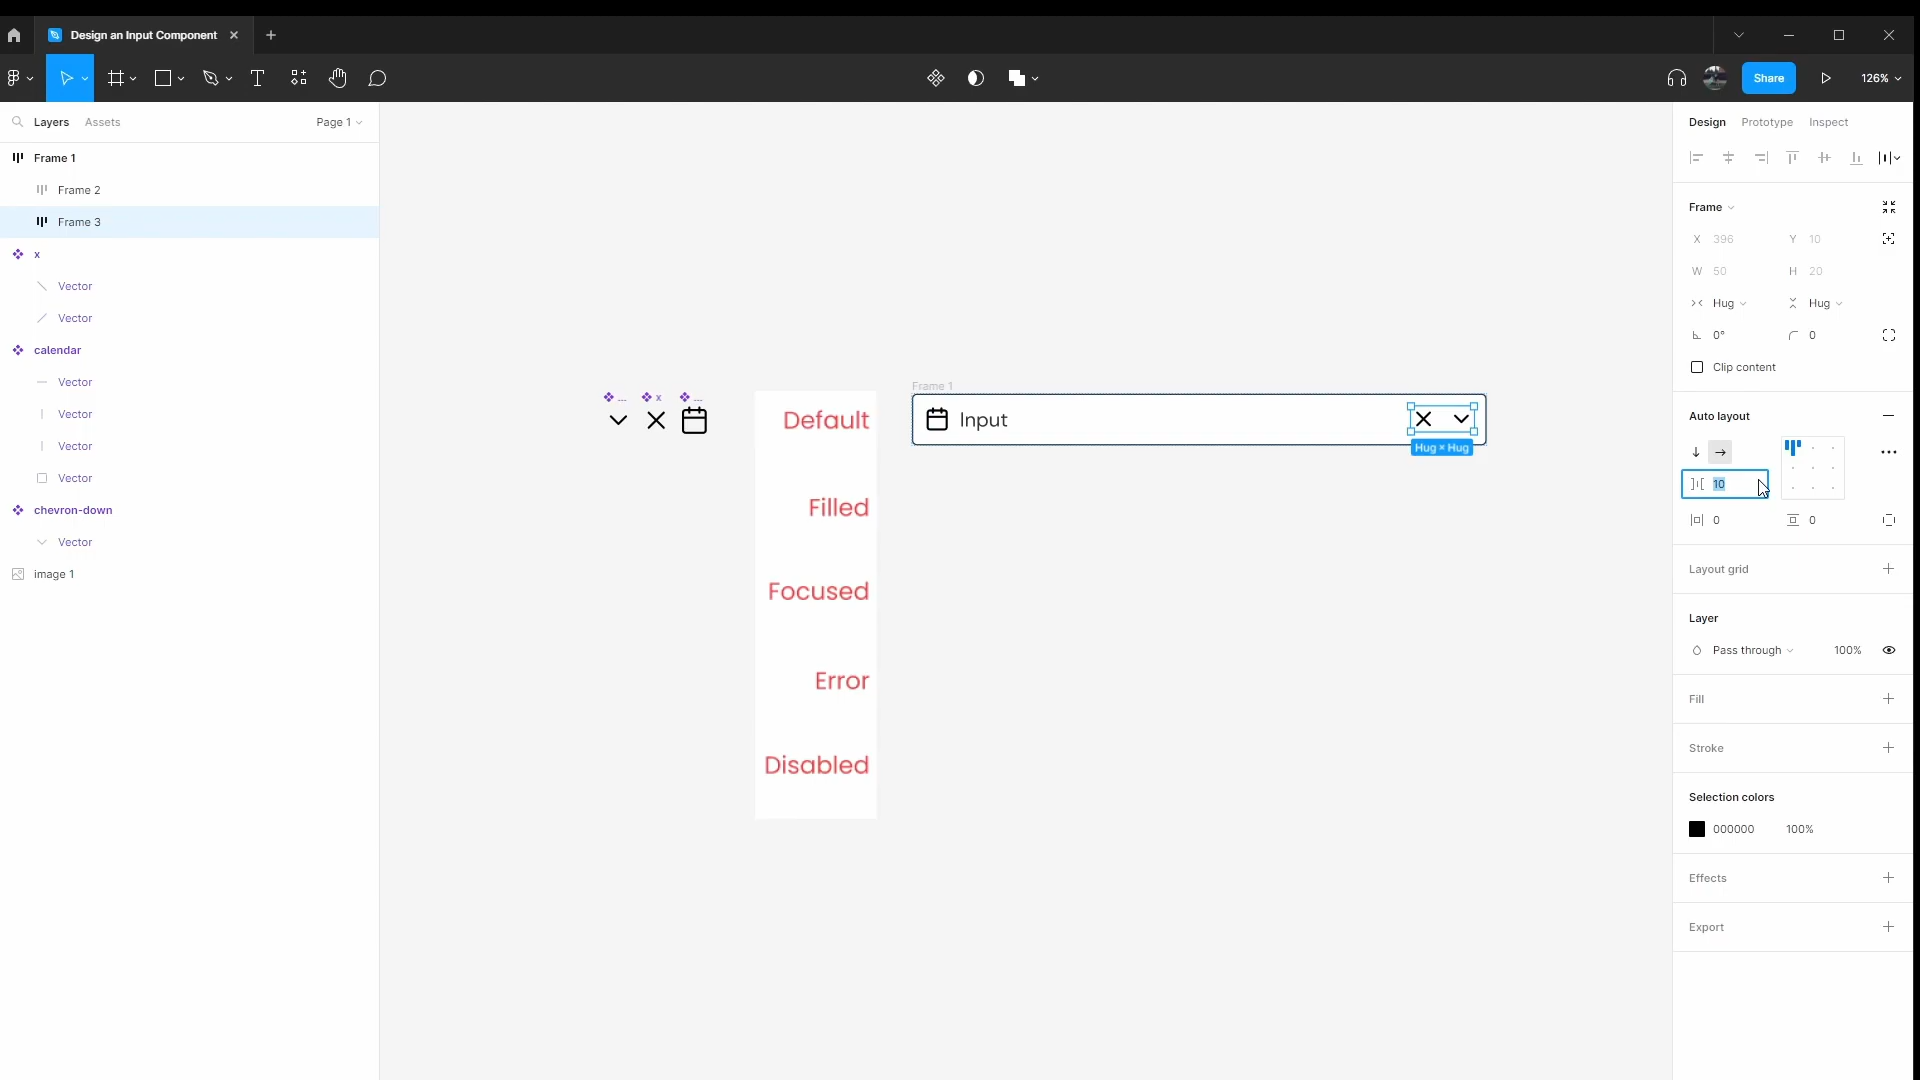 Design an Input Component
Share
126%
Layers Assets Page 1
Frame 1
Frame 2
Frame 3
x
Vector
Vector
calendar
Vector
Vector
Vector
Vector
chevron-down
Vector
image 1
... x ...
Default
Filled
Focused
Error
Disabled
Frame 1
Input
Hug × Hug
Design Prototype Inspect
Frame
X 396 Y 10
W 50 H 20
Hug Hug
0° 0
Clip content
Auto layout
10
0 0
Layout grid
Layer
Pass through 100%
Fill
Stroke
Selection colors
000000 100%
Effects
Export